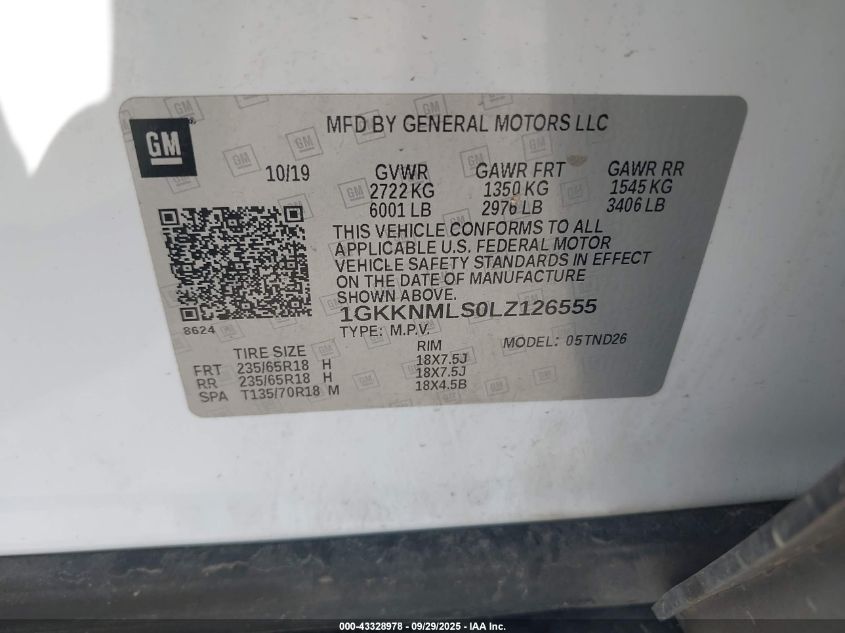 GM
MFD BY GENERAL MOTORS LLC
10/19 GVWR GAWR FRT GAWR RR
2722 KG 1350 KG 1545 KG
6001 LB 2976 LB 3406 LB
THIS VEHICLE CONFORMS TO ALL
APPLICABLE U.S. FEDERAL MOTOR
VEHICLE SAFETY STANDARDS IN EFFECT
ON THE DATE OF MANUFACTURE
SHOWN ABOVE.
1GKKNMLS0LZ126555
8624
TYPE: M.P.V.
TIRE SIZE RIM MODEL: 05TND26
FRT 235/65R18 H 18X7.5J
RR 235/65R18 H 18X7.5J
SPA T135/70R18 M 18X4.5B
000-43328978 - 09/29/2025 - IAA Inc.